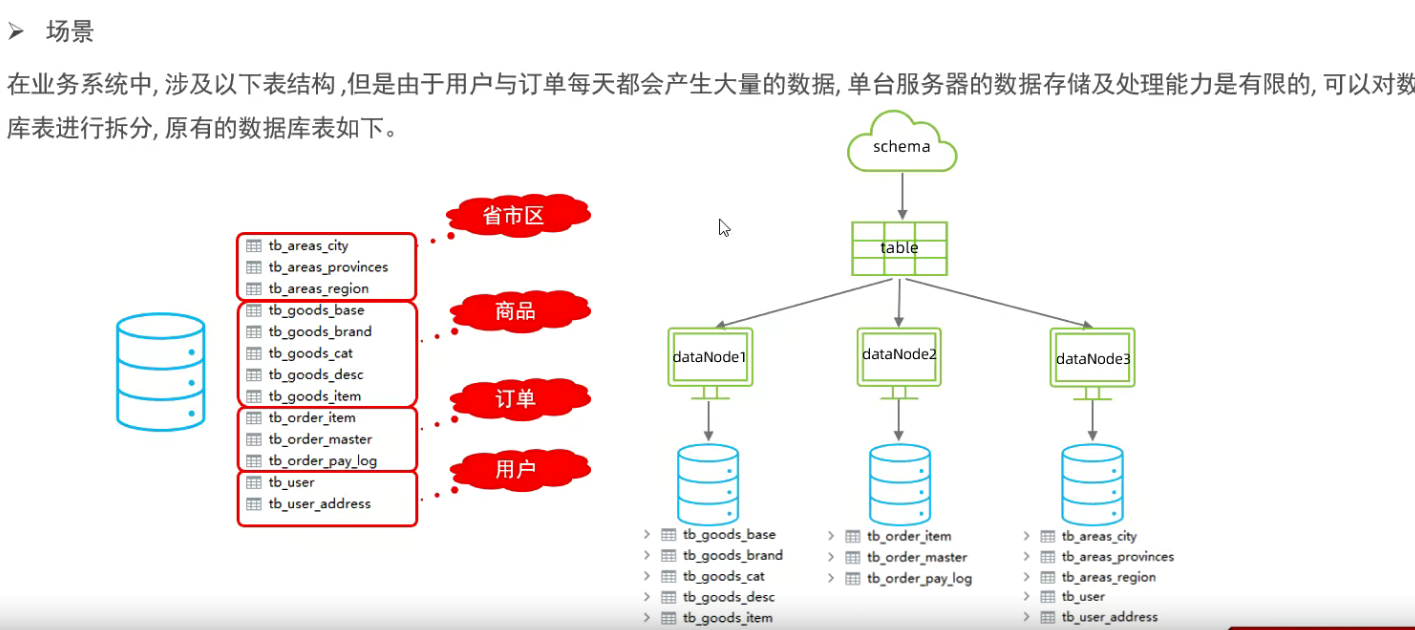 场景
在业务系统中, 涉及以下表结构 ,但是由于用户与订单每天都会产生大量的数据, 单台服务器的数据存储及处理能力是有限的, 可以对数
库表进行拆分, 原有的数据库表如下。
tb_areas_city
tb_areas_provinces
tb_areas_region
tb_goods_base
tb_goods_brand
tb_goods_cat
tb_goods_desc
tb_goods_item
tb_order_item
tb_order_master
tb_order_pay_log
tb_user
tb_user_address
省市区
商品
订单
用户
schema
table
dataNode1
dataNode2
dataNode3
tb_goods_base
tb_goods_brand
tb_goods_cat
tb_goods_desc
tb_goods_item
tb_order_item
tb_order_master
tb_order_pay_log
tb_areas_city
tb_areas_provinces
tb_areas_region
tb_user
tb_user_address